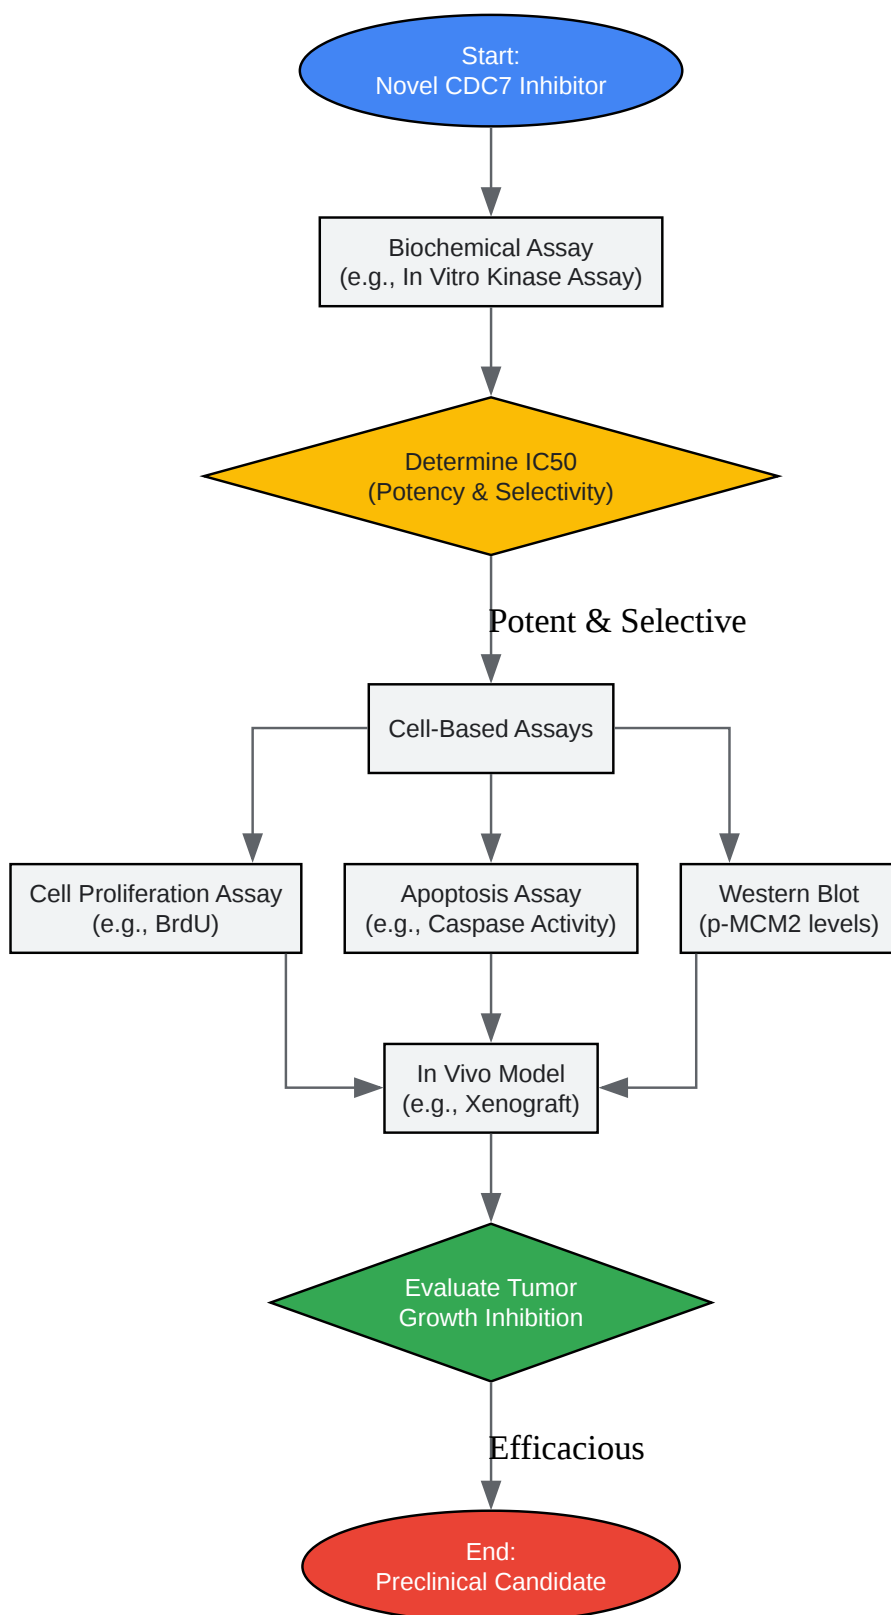 Start:
Novel CDC7 Inhibitor
Biochemical Assay
(e.g., In Vitro Kinase Assay)
Determine IC50
(Potency & Selectivity)
Potent & Selective
Cell-Based Assays
Cell Proliferation Assay
(e.g., BrdU)
Apoptosis Assay
(e.g., Caspase Activity)
Western Blot
(p-MCM2 levels)
In Vivo Model
(e.g., Xenograft)
Evaluate Tumor
Growth Inhibition
Efficacious
End:
Preclinical Candidate